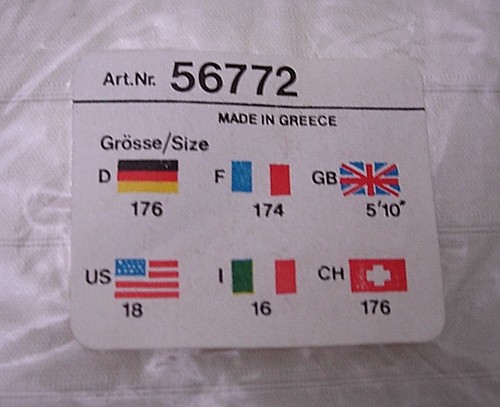 Art.Nr. 56772
MADE IN GREECE
Grösse/Size
D F GB
176 174 5'10"
US I CH
18 16 176